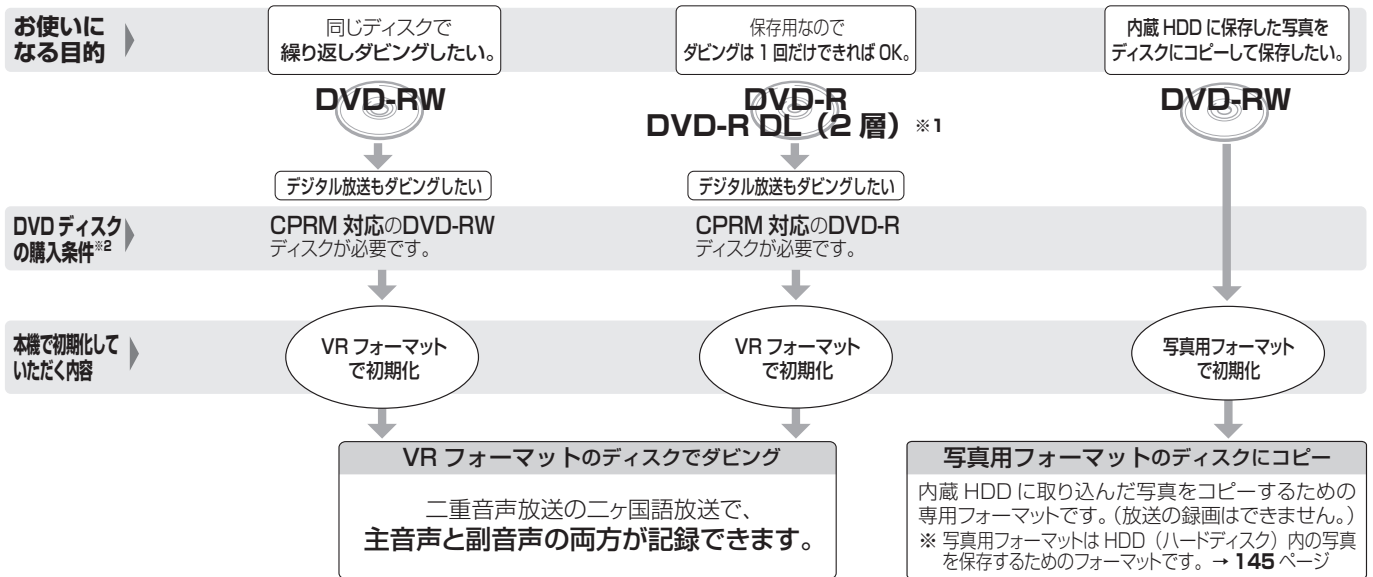 お使いに
なる目的
同じディスクで
繰り返しダビングしたい。
保存用なので
ダビングは 1 回だけできれば OK。
内蔵 HDD に保存した写真を
ディスクにコピーして保存したい。
DVD-RW
DVD-R
DVD-R DL（2 層）※1
DVD-RW
デジタル放送もダビングしたい
デジタル放送もダビングしたい
DVD ディスク
の購入条件※2
CPRM 対応のDVD-RW
ディスクが必要です。
CPRM 対応のDVD-R
ディスクが必要です。
本機で初期化して
いただく内容
VR フォーマット
で初期化
VR フォーマット
で初期化
写真用フォーマット
で初期化
VR フォーマットのディスクでダビング
二重音声放送の二ヶ国語放送で、
主音声と副音声の両方が記録できます。
写真用フォーマットのディスクにコピー
内蔵 HDD に取り込んだ写真をコピーするための
専用フォーマットです。（放送の録画はできません。）
※ 写真用フォーマットは HDD（ハードディスク）内の写真
を保存するためのフォーマットです。→ 145 ページ